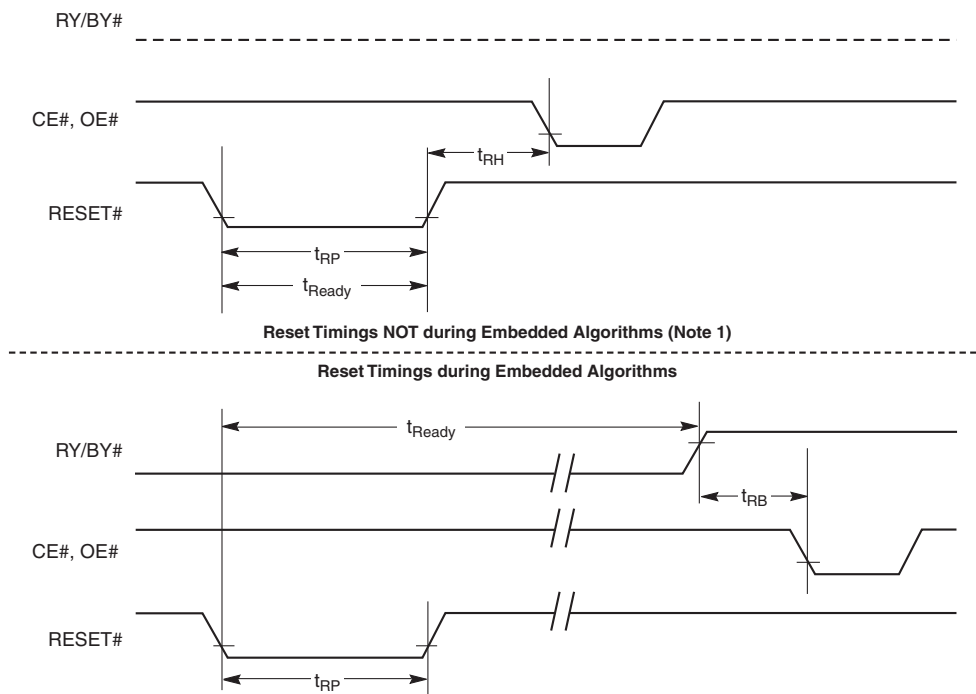 RY/BY#
CE#, OE#
tRH
RESET#
tRP
tReady
Reset Timings NOT during Embedded Algorithms (Note 1)
Reset Timings during Embedded Algorithms
tReady
RY/BY#
tRB
CE#, OE#
RESET#
tRP